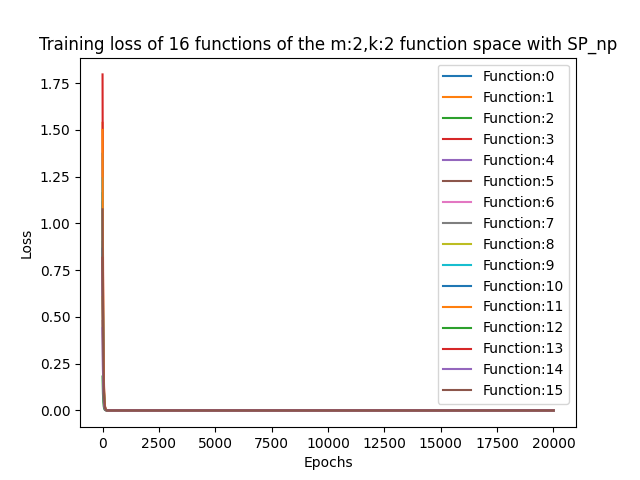 Training loss of 16 functions of the m:2,k:2 function space with SP_np
1.75
1.50
1.25
1.00
0.75
0.50
0.25
0.00
Loss
0 2500 5000 7500 10000 12500 15000 17500 20000
Epochs
Function:0
Function:1
Function:2
Function:3
Function:4
Function:5
Function:6
Function:7
Function:8
Function:9
Function:10
Function:11
Function:12
Function:13
Function:14
Function:15